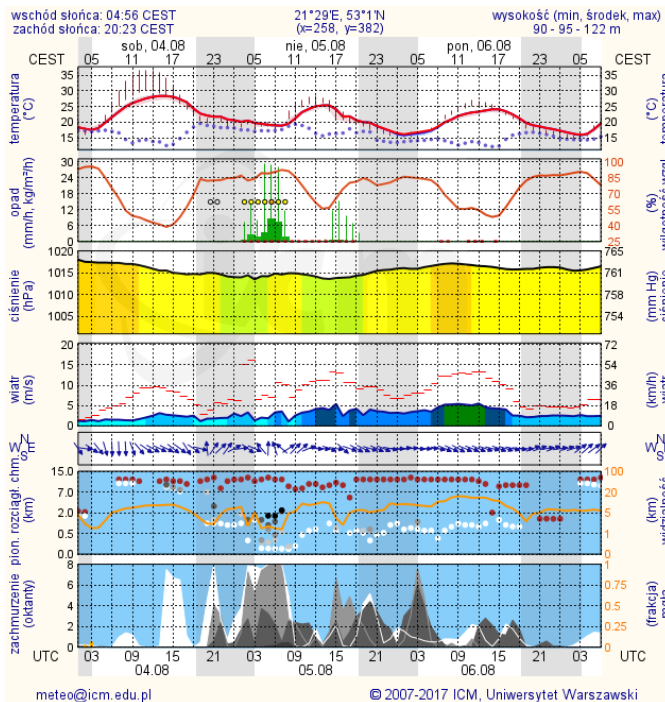 wschód słońca: 04:56 CEST 21°29'E, 53°1'N wysokość (min, środek, max)
zachód słońca: 20:23 CEST (x=258, y=382) 90 - 95 - 122 m
sob, 04.08 nie, 05.08 pon, 06.08
CEST 05 11 17 23 05 11 17 23 05 11 17 23 05 CEST
temperatura (°C) 35 30 25 20 15
35 30 25 20 15 temperatura (°C)
opad (mm/h, kg/m²/h) 30 24 18 12 6 0
100 85 70 55 40 25 (%)
ciśnienie (hPa) 1020 1015 1010 1005
765 761 758 754 (mm Hg) ciśnienie
wiatr (m/s) 20 15 10 5 0
72 54 36 18 0 (km/h)
N W E S
N W E S
pion. rozciągł. chm. (km) 15.0 7.0 2.0 0.5 0.0
100 20 5 1 0 (km)
zachmurzenie (oktanty) 8 6 4 2 0
1 0.75 0.5 0.25 0 (frakcja)
UTC 03 09 15 21 03 09 15 21 03 09 15 21 03 UTC
04.08 05.08 06.08
meteo@icm.edu.pl © 2007-2017 ICM, Uniwersytet Warszawski